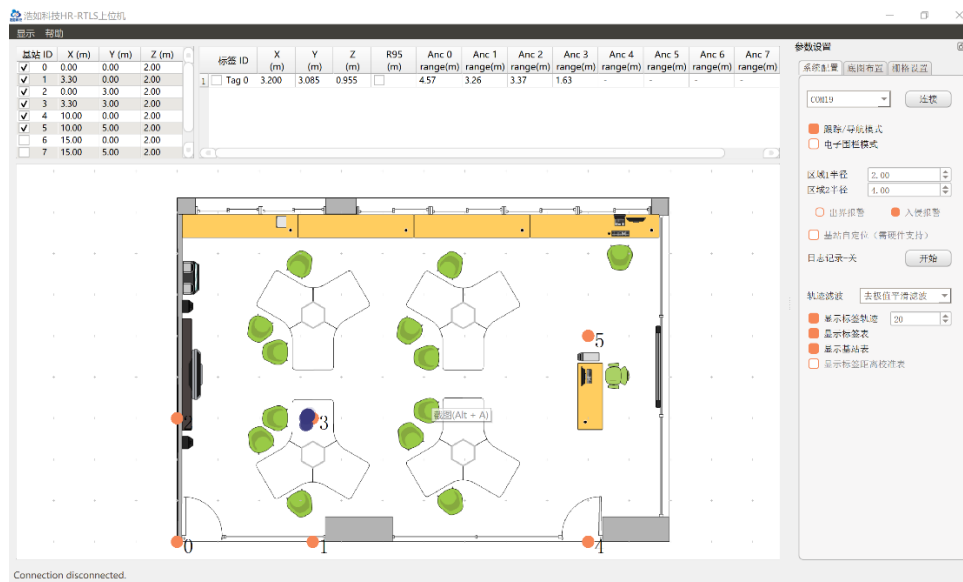 浩如科技HR-RTLS上位机
显示 帮助
基站 ID X (m) Y (m) Z (m)
0 0.00 0.00 2.00
1 3.30 0.00 2.00
2 0.00 3.00 2.00
3 3.30 3.00 2.00
4 10.00 0.00 2.00
5 10.00 5.00 2.00
6 15.00 0.00 2.00
7 15.00 5.00 2.00
标签 ID X (m) Y (m) Z (m) R95 (m) Anc 0 range(m) Anc 1 range(m) Anc 2 range(m) Anc 3 range(m) Anc 4 range(m) Anc 5 range(m) Anc 6 range(m) Anc 7 range(m)
1 Tag 0 3.200 3.085 0.955 4.57 3.26 3.37 1.63 - - - -
参数设置
系统配置 底图布置 栅格设置
COM19 连接
跟踪/导航模式
电子围栏模式
区域1半径 2.00
区域2半径 4.00
出界报警 入侵报警
基站自定位（需硬件支持）
日志记录-关 开始
轨迹滤波 去极值平滑滤波
显示标签轨迹 20
显示标签表
显示基站表
显示标签距离校准表
5
2
3
截图(Alt + A)
0
1
4
Connection disconnected.